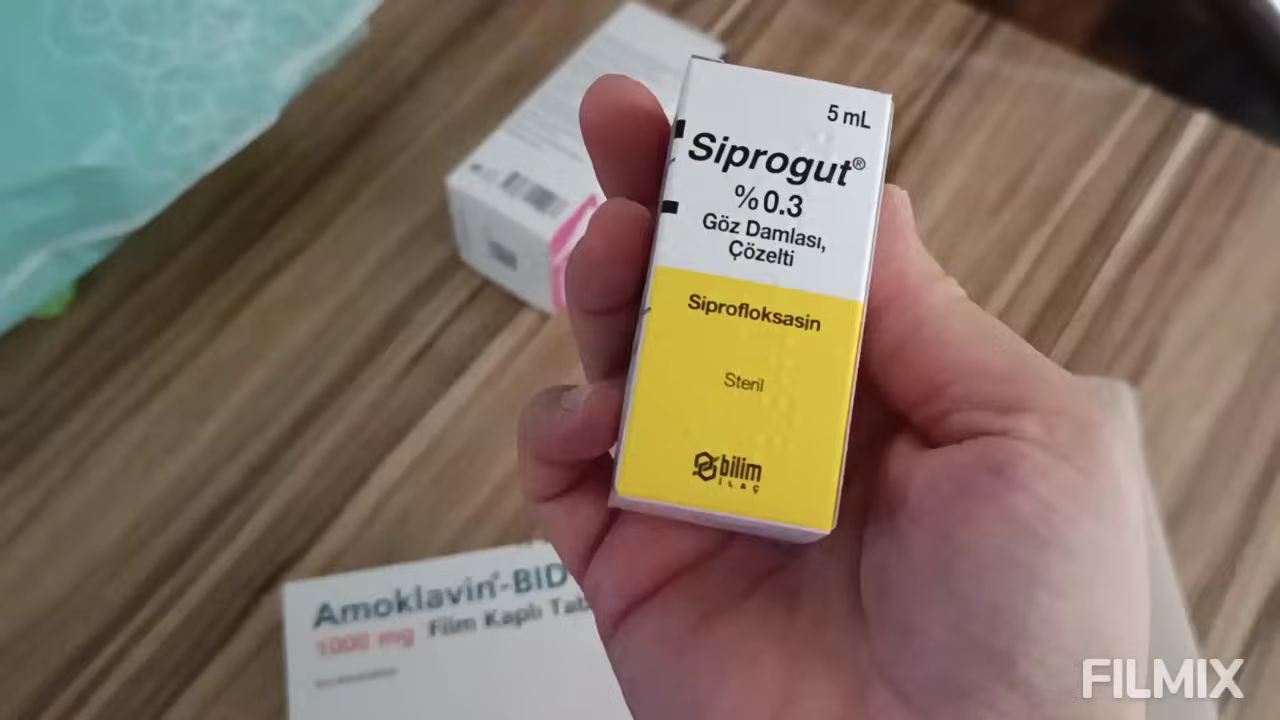 5 mL
Siprogut®
%0.3
Göz Damlası,
Çözelti
Siprofloksasin
Steril
bilim
İLAÇ
Amoklavin®-BID
1000 mg Film Kaplı
FILMIX